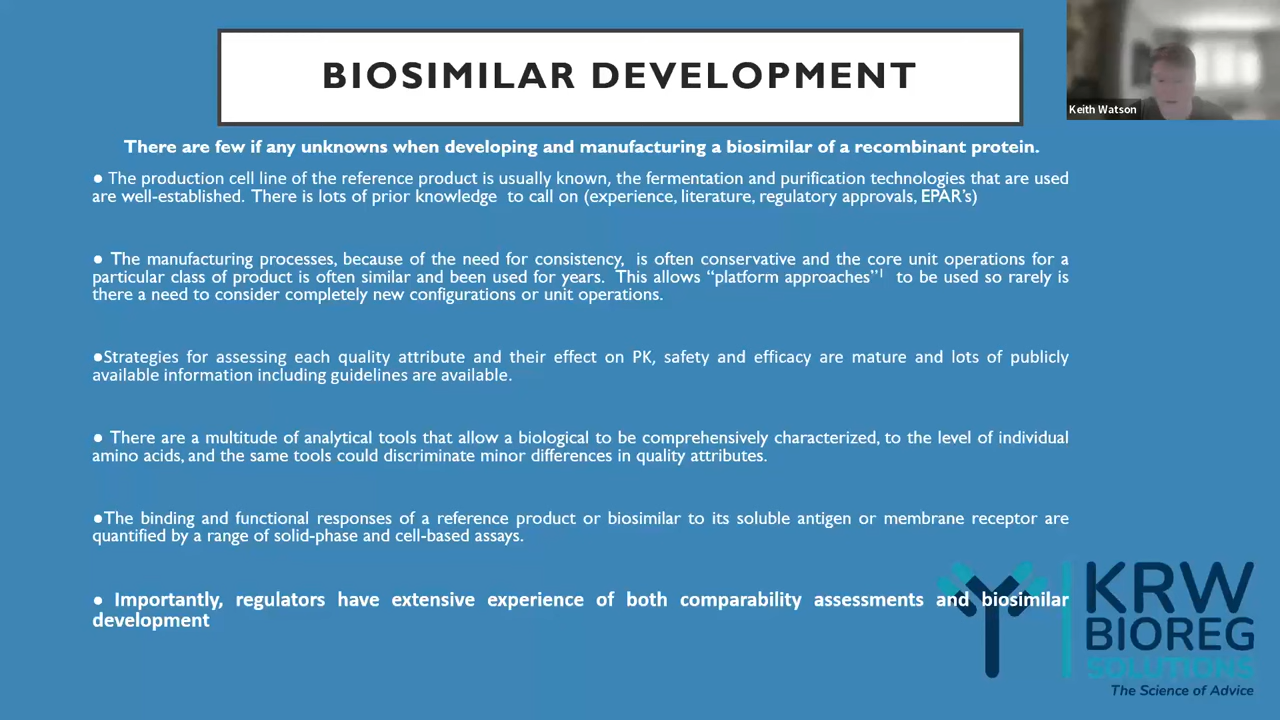 BIOSIMILAR DEVELOPMENT
Keith Watson
There are few if any unknowns when developing and manufacturing a biosimilar of a recombinant protein.
● The production cell line of the reference product is usually known, the fermentation and purification technologies that are used
are well-established. There is lots of prior knowledge to call on (experience, literature, regulatory approvals, EPAR's)
● The manufacturing processes, because of the need for consistency, is often conservative and the core unit operations for a
particular class of product is often similar and been used for years. This allows “platform approaches”¹ to be used so rarely is
there a need to consider completely new configurations or unit operations.
●Strategies for assessing each quality attribute and their effect on PK, safety and efficacy are mature and lots of publicly
available information including guidelines are available.
● There are a multitude of analytical tools that allow a biological to be comprehensively characterized, to the level of individual
amino acids, and the same tools could discriminate minor differences in quality attributes.
●The binding and functional responses of a reference product or biosimilar to its soluble antigen or membrane receptor are
quantified by a range of solid-phase and cell-based assays.
● Importantly, regulators have extensive experience of both comparability assessments and biosimilar
development
KRW
BIOREG
SOLUTIONS
The Science of Advice